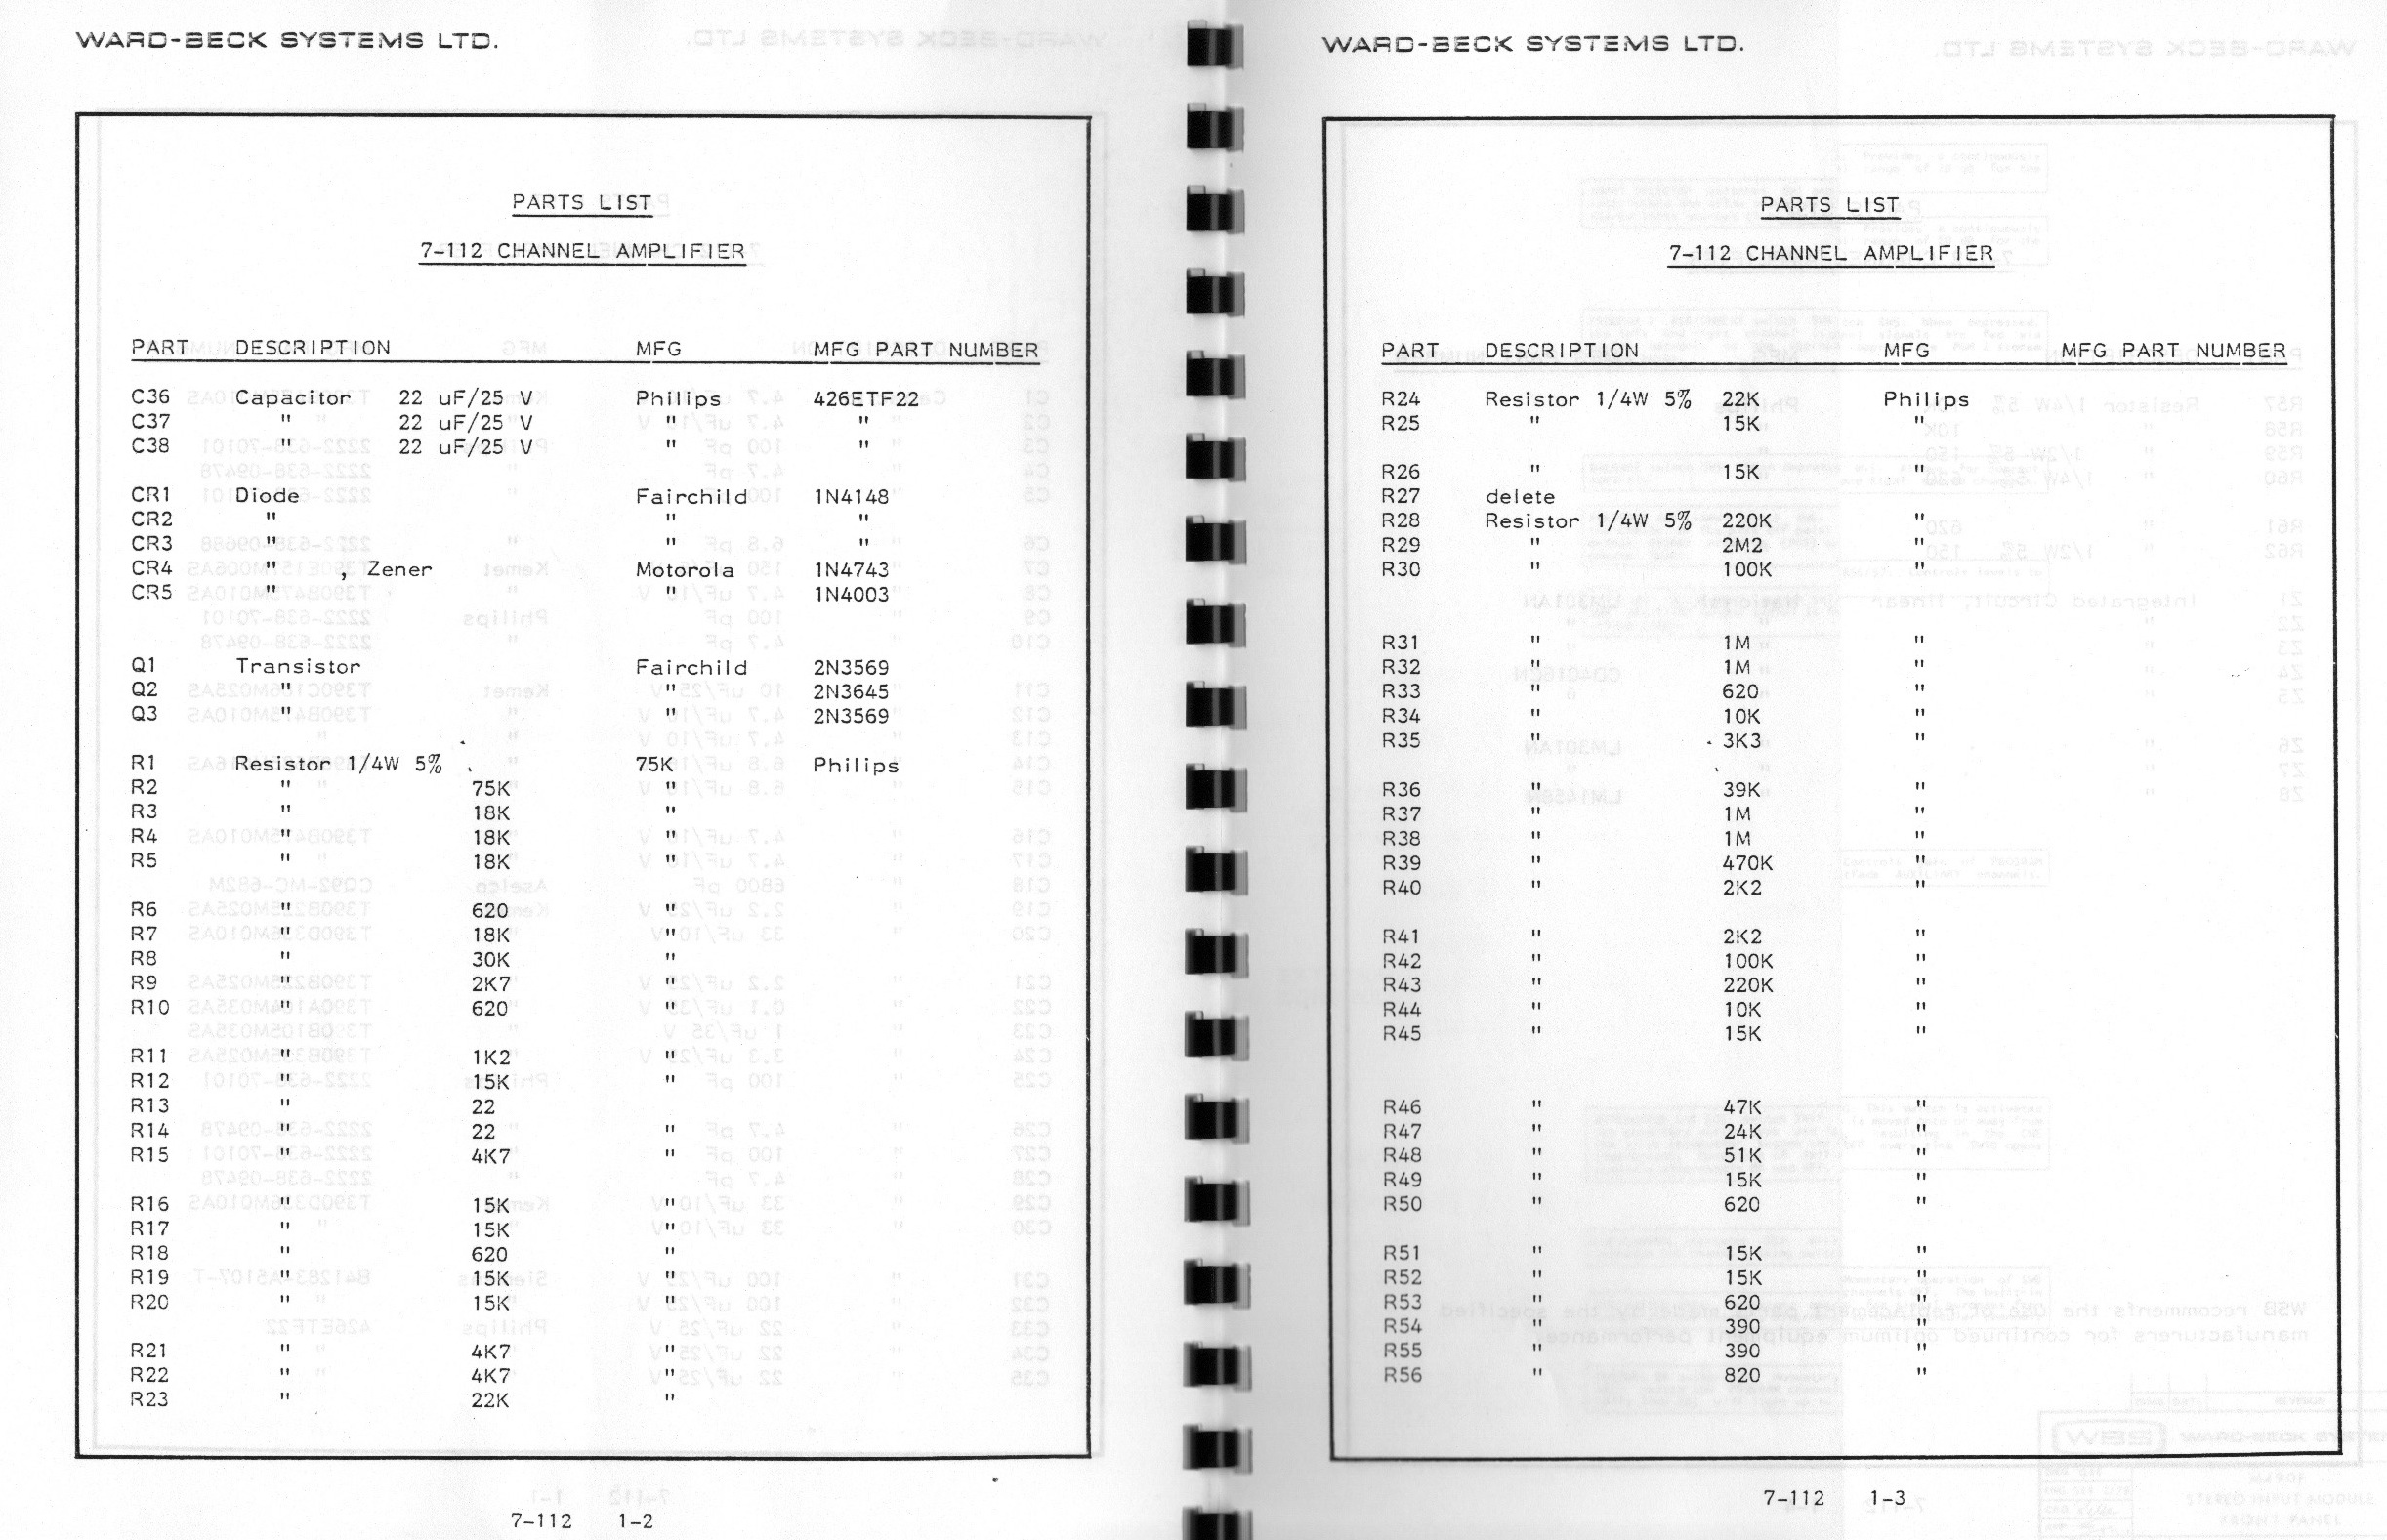 WARD-BECK SYSTEMS LTD.
PARTS LIST
7-112 CHANNEL AMPLIFIER
PART DESCRIPTION MFG MFG PART NUMBER
C36 Capacitor 22 uF/25 V Philips 426ETF22
C37 " 22 uF/25 V " "
C38 " 22 uF/25 V " "
CR1 Diode Fairchild 1N4148
CR2 " " "
CR3 " " "
CR4 " , Zener Motorola 1N4743
CR5 " " 1N4003
Q1 Transistor Fairchild 2N3569
Q2 " " 2N3645
Q3 " " 2N3569
R1 Resistor 1/4W 5% 75K Philips
R2 " 75K "
R3 " 18K "
R4 " 18K "
R5 " 18K "
R6 " 620 "
R7 " 18K "
R8 " 30K "
R9 " 2K7 "
R10 " 620 "
R11 " 1K2 "
R12 " 15K "
R13 " 22
R14 " 22 "
R15 " 4K7 "
R16 " 15K "
R17 " 15K "
R18 " 620 "
R19 " 15K "
R20 " 15K "
R21 " 4K7 "
R22 " 4K7 "
R23 " 22K "
7-112 1-2
WARD-BECK SYSTEMS LTD.
PARTS LIST
7-112 CHANNEL AMPLIFIER
PART DESCRIPTION MFG MFG PART NUMBER
R24 Resistor 1/4W 5% 22K Philips
R25 " 15K "
R26 " 15K "
R27 delete
R28 Resistor 1/4W 5% 220K "
R29 " 2M2 "
R30 " 100K "
R31 " 1M "
R32 " 1M "
R33 " 620 "
R34 " 10K "
R35 " 3K3 "
R36 " 39K "
R37 " 1M "
R38 " 1M "
R39 " 470K "
R40 " 2K2 "
R41 " 2K2 "
R42 " 100K "
R43 " 220K "
R44 " 10K "
R45 " 15K "
R46 " 47K "
R47 " 24K "
R48 " 51K "
R49 " 15K "
R50 " 620 "
R51 " 15K "
R52 " 15K "
R53 " 620 "
R54 " 390 "
R55 " 390 "
R56 " 820 "
7-112 1-3